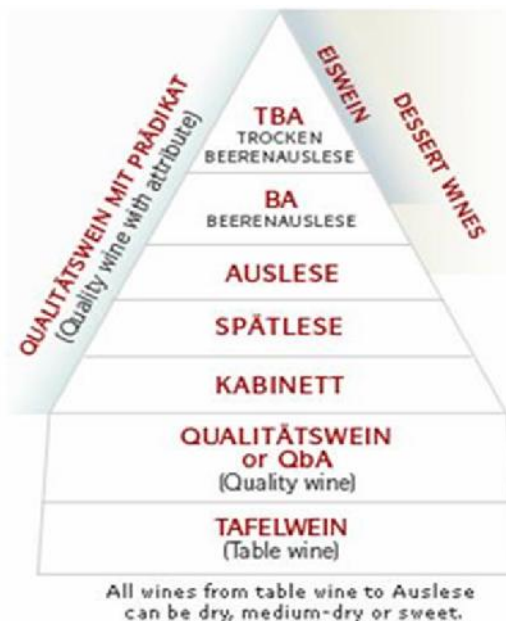 QUALITÄTSWEIN MIT PRÄDIKAT
(Quality wine with attribute)
EISWEIN
DESSERT WINES
TBA
TROCKEN
BEERENAUSLESE
BA
BEERENAUSLESE
AUSLESE
SPÄTLESE
KABINETT
QUALITÄTSWEIN
or QbA
(Quality wine)
TAFELWEIN
(Table wine)
All wines from table wine to Auslese
can be dry, medium-dry or sweet.